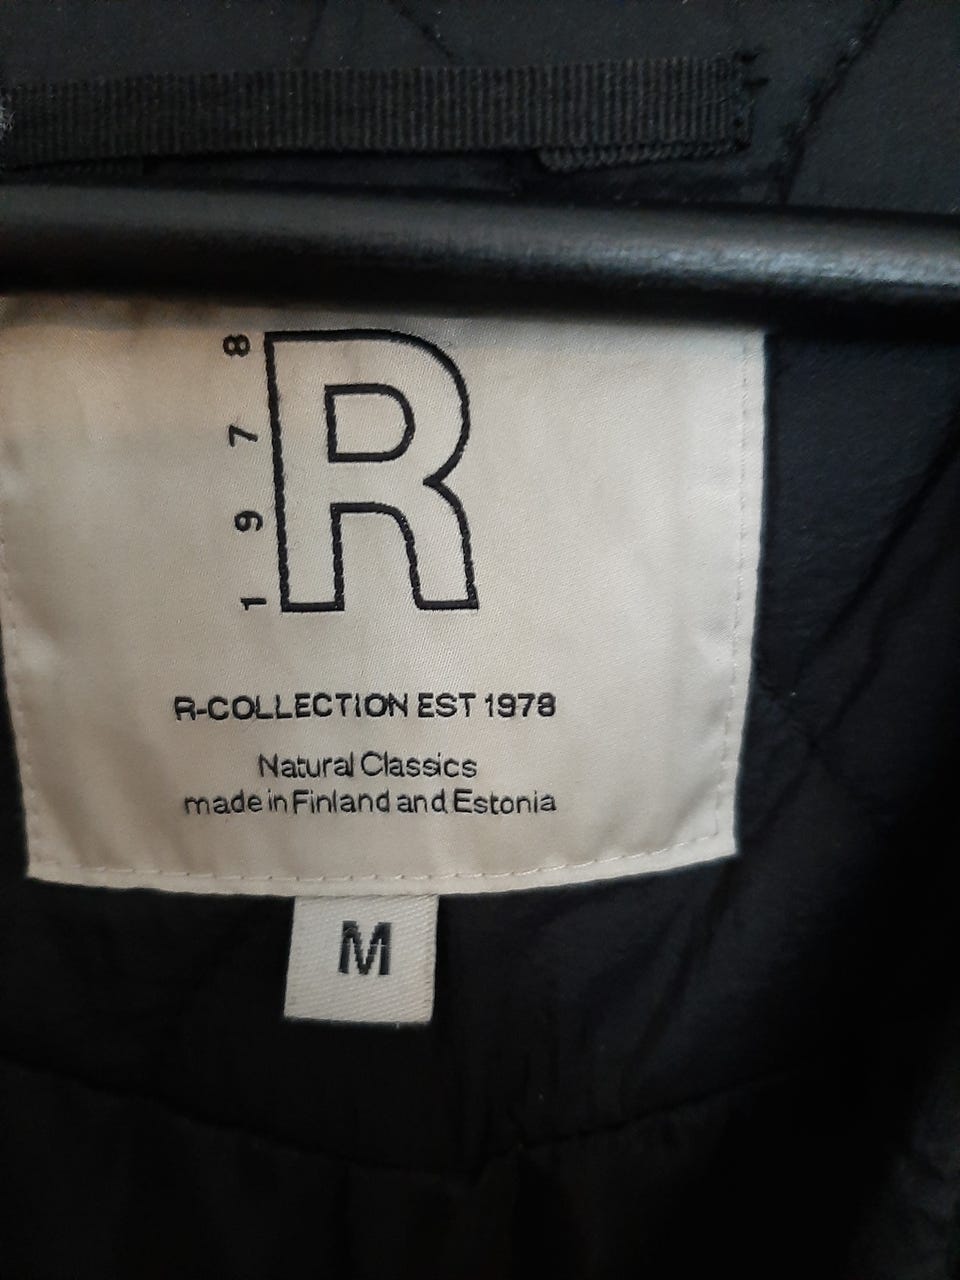 1978
R
R-COLLECTION EST 1978
Natural Classics
made in Finland and Estonia
M